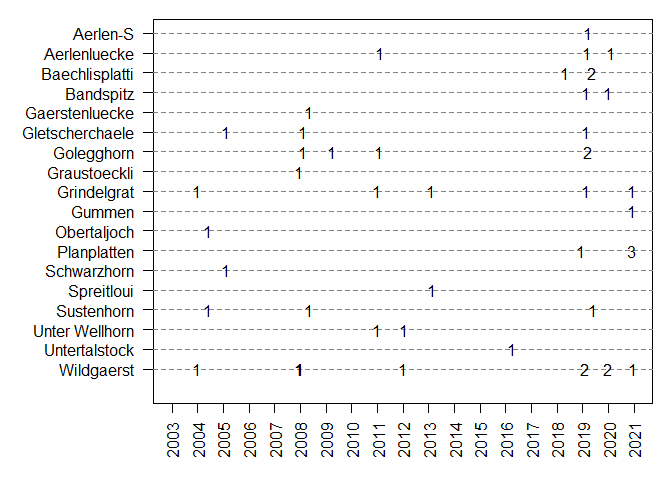 Aerlen-S 1
Aerlenluecke 1 1 1
Baechlisplatti 1 2
Bandspitz 1 1
Gaerstenluecke 1
Gletscherchaele 1 1 1
Golegghorn 1 1 1 2
Graustoeckli 1
Grindelgrat 1 1 1 1 1
Gummen 1
Obertaljoch 1
Planplatten 1 3
Schwarzhorn 1
Spreitloui 1
Sustenhorn 1 1 1
Unter Wellhorn 1 1
Untertalstock 1
Wildgaerst 1 1 1 2 2 1
2003 2004 2005 2006 2007 2008 2009 2010 2011 2012 2013 2014 2015 2016 2017 2018 2019 2020 2021